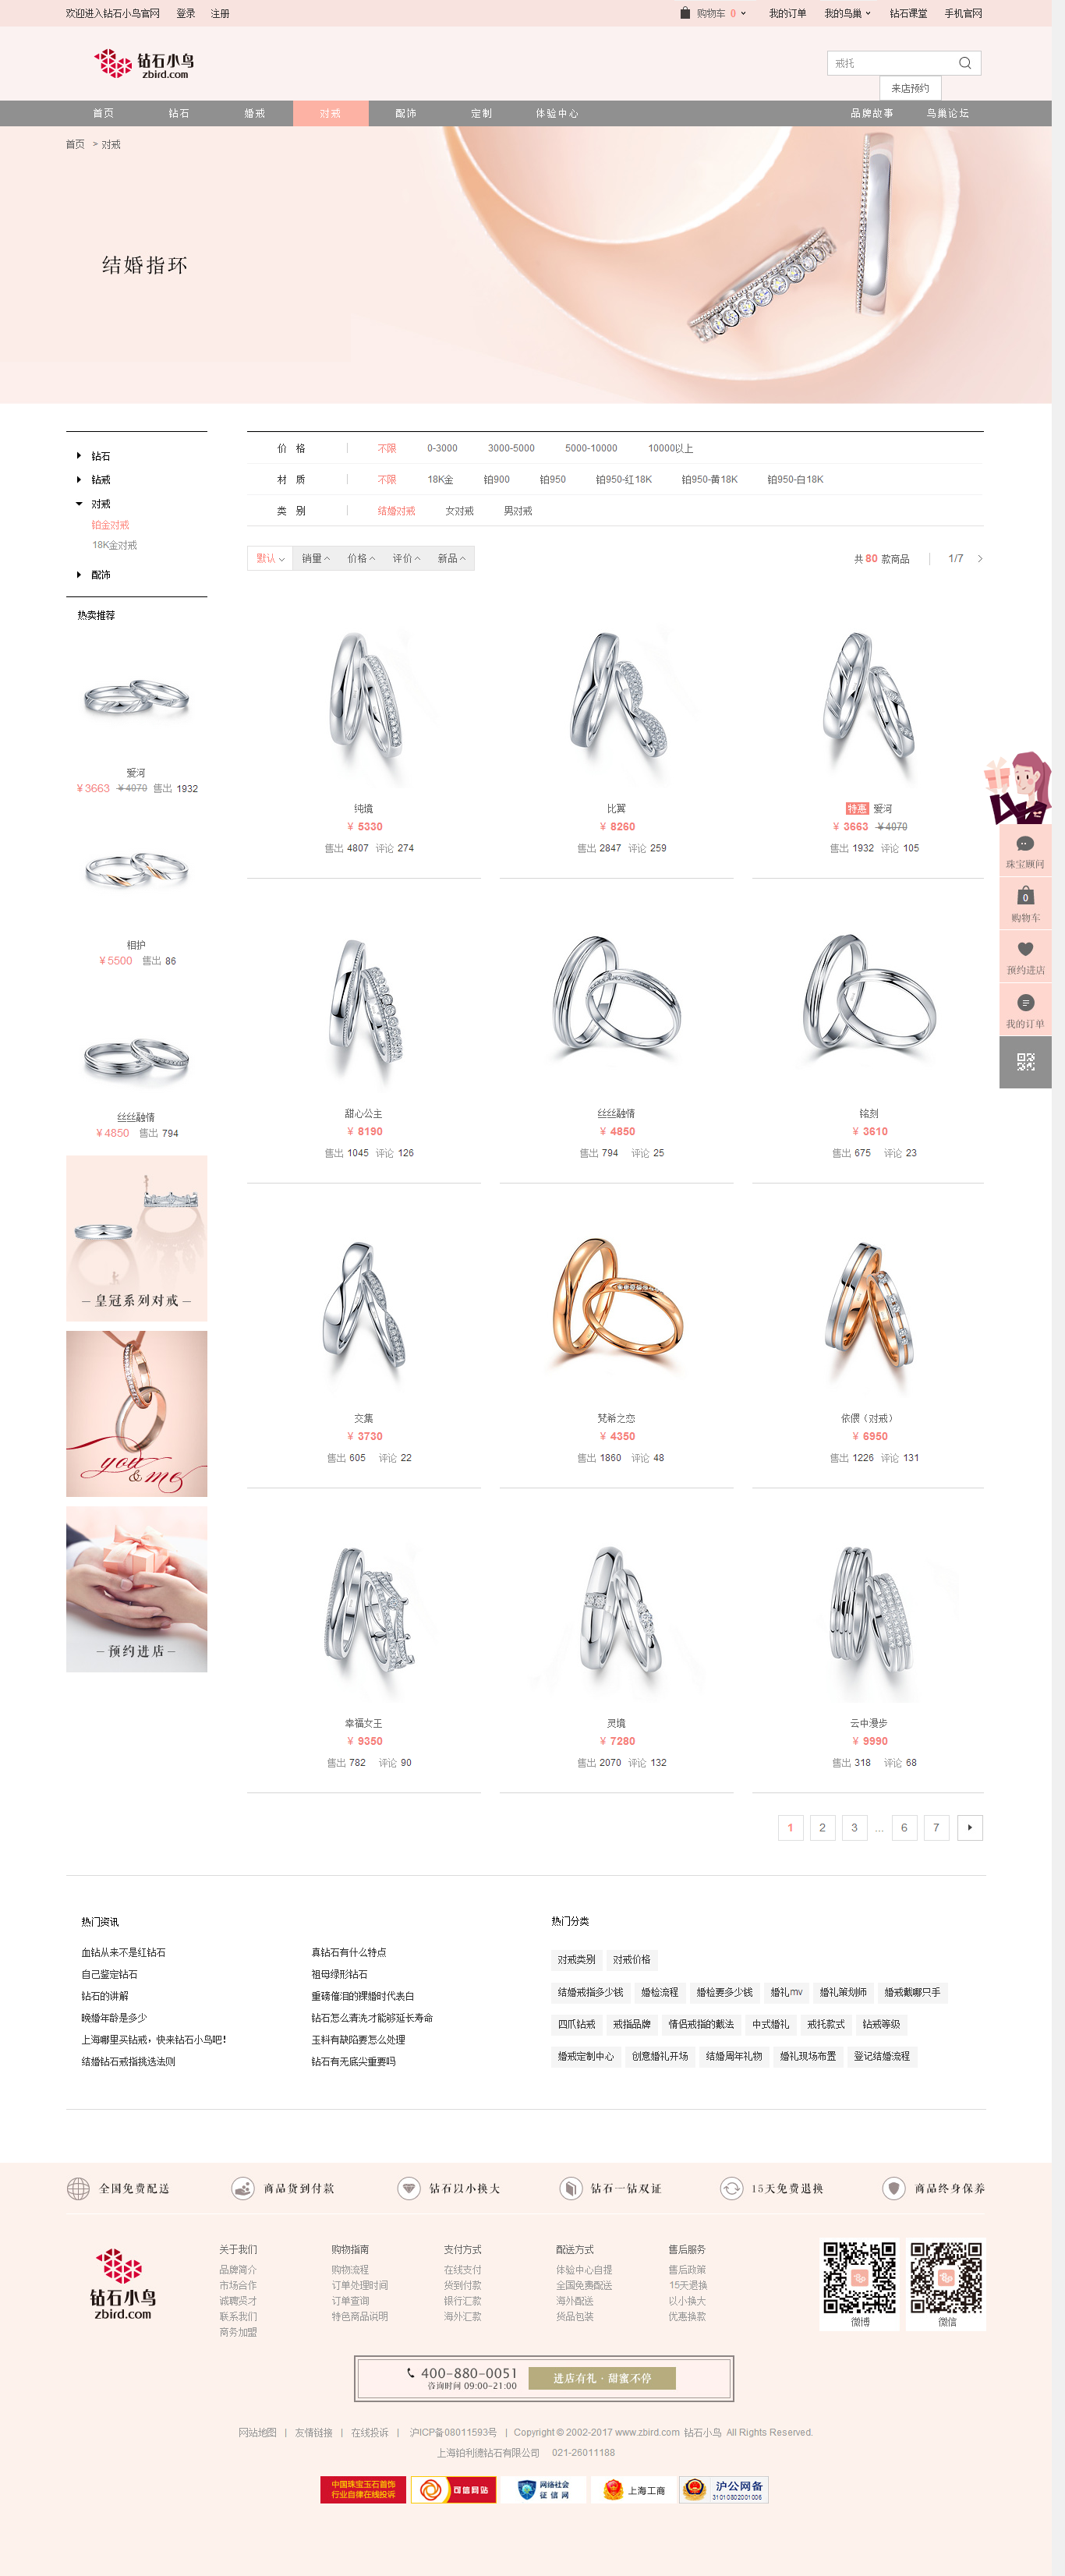 欢迎进入钻石小鸟官网 登录 注册 购物车 0 我的订单 我的鸟巢 钻石课堂 手机官网
钻石小鸟
zbird.com
戒托
来店预约
首页 钻石 婚戒 对戒 配饰 定制 体验中心 品牌故事 鸟巢论坛
首页 > 对戒
结婚指环
钻石
钻戒
对戒
铂金对戒
18K金对戒
配饰
热卖推荐
爱河
¥3663 ¥4070 售出 1932
相护
¥5500 售出 86
丝丝融情
¥4850 售出 794
皇冠系列对戒
you & me
预约进店
价 格 不限 0-3000 3000-5000 5000-10000 10000以上
材 质 不限 18K金 铂900 铂950 铂950-红18K 铂950-黄18K 铂950-白18K
类 别 结婚对戒 女对戒 男对戒
默认 销量 价格 评价 新品 共 80 款商品 1/7
纯境
¥ 5330
售出 4807 评论 274
比翼
¥ 8260
售出 2847 评论 259
特惠 爱河
¥ 3663 ¥4070
售出 1932 评论 105
甜心公主
¥ 8190
售出 1045 评论 126
丝丝融情
¥ 4850
售出 794 评论 25
铭刻
¥ 3610
售出 675 评论 23
交集
¥ 3730
售出 605 评论 22
梵希之恋
¥ 4350
售出 1860 评论 48
依偎（对戒）
¥ 6950
售出 1226 评论 131
幸福女王
¥ 9350
售出 782 评论 90
灵境
¥ 7280
售出 2070 评论 132
云中漫步
¥ 9990
售出 318 评论 68
1 2 3 ... 6 7
珠宝顾问
0
购物车
预约进店
我的订单
热门资讯
血钻从来不是红钻石 真钻石有什么特点
自己鉴定钻石 祖母绿形钻石
钻石的讲解 重磅催泪的裸婚时代表白
晚婚年龄是多少 钻石怎么清洗才能够延长寿命
上海哪里买钻戒，快来钻石小鸟吧! 玉料有缺陷要怎么处理
结婚钻石戒指挑选法则 钻石有无底尖重要吗
热门分类
对戒类别 对戒价格
结婚戒指多少钱 婚检流程 婚检要多少钱 婚礼mv 婚礼策划师 婚戒戴哪只手
四爪钻戒 戒指品牌 情侣戒指的戴法 中式婚礼 戒托款式 钻戒等级
婚戒定制中心 创意婚礼开场 结婚周年礼物 婚礼现场布置 登记结婚流程
全国免费配送 商品货到付款 钻石以小换大 钻石一钻双证 15天免费退换 商品终身保养
钻石小鸟
zbird.com
关于我们 购物指南 支付方式 配送方式 售后服务
品牌简介 购物流程 在线支付 体验中心自提 售后政策
市场合作 订单处理时间 货到付款 全国免费配送 15天退换
诚聘英才 订单查询 银行汇款 海外配送 以小换大
联系我们 特色商品说明 海外汇款 货品包装 优惠换款
商务加盟
微博 微信
400-880-0051
咨询时间 09:00-21:00
进店有礼 · 甜蜜不停
网站地图 | 友情链接 | 在线投诉 | 沪ICP备08011593号 | Copyright © 2002-2017 www.zbird.com 钻石小鸟 All Rights Reserved.
上海铂利德钻石有限公司 021-26011188
中国珠宝玉石首饰
行业自律在线投诉
可信网站
网络社会
征信网
上海工商
沪公网备
31010802001006